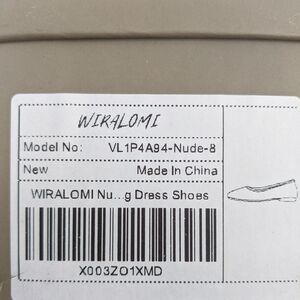 WIRALOMI
Model No: VL1P4A94-Nude-8
New Made In China
WIRALOMI Nu...g Dress Shoes
X003ZO1XMD